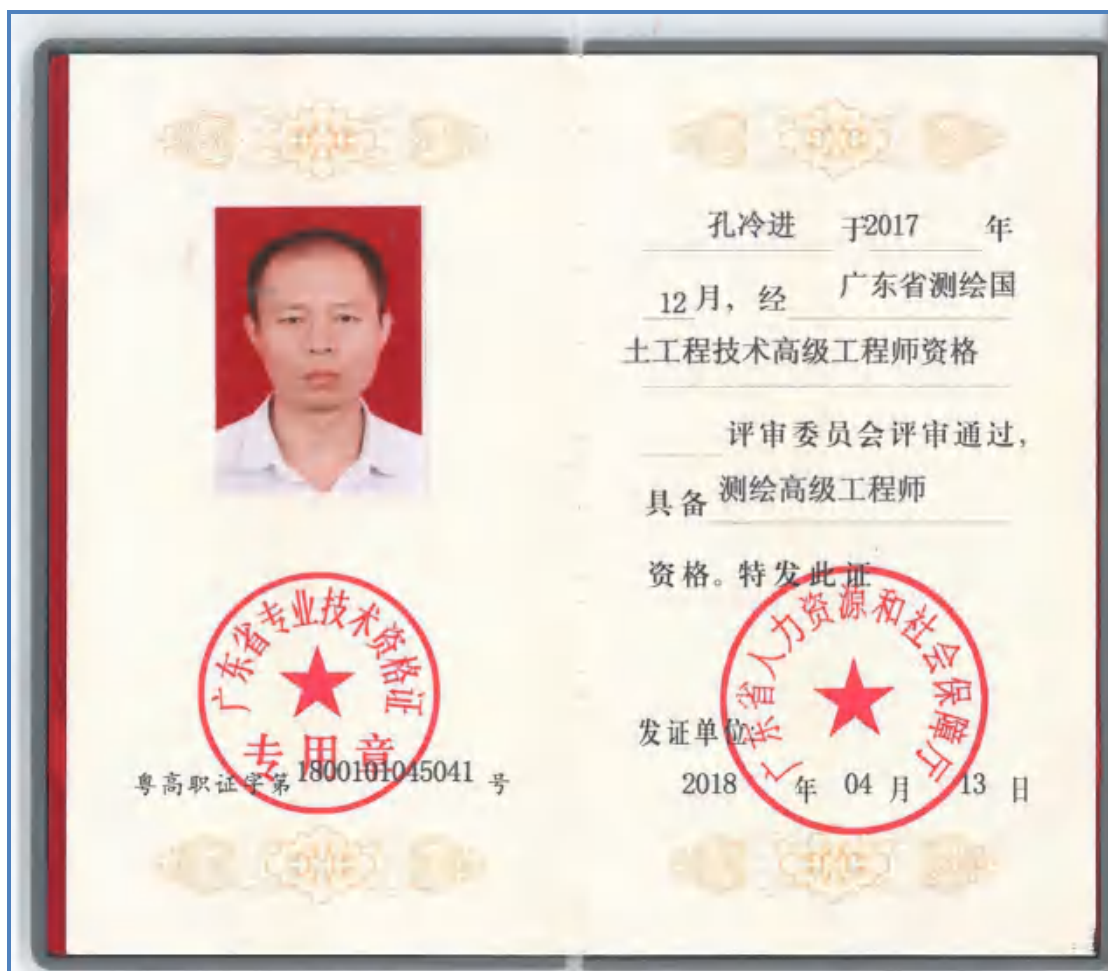 广东省专业技术资格证
专用章
粤高职证字第 1800101045041 号
孔冷进 于2017 年
12月，经 广东省测绘国
土工程技术高级工程师资格
评审委员会评审通过，
具备 测绘高级工程师
资格。特发此证
广东省人力资源和社会保障厅
发证单位：
2018 年 04 月 13 日